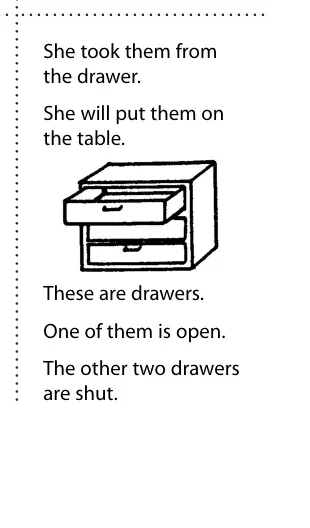 She took them from
the drawer.
She will put them on
the table.
These are drawers.
One of them is open.
The other two drawers
are shut.